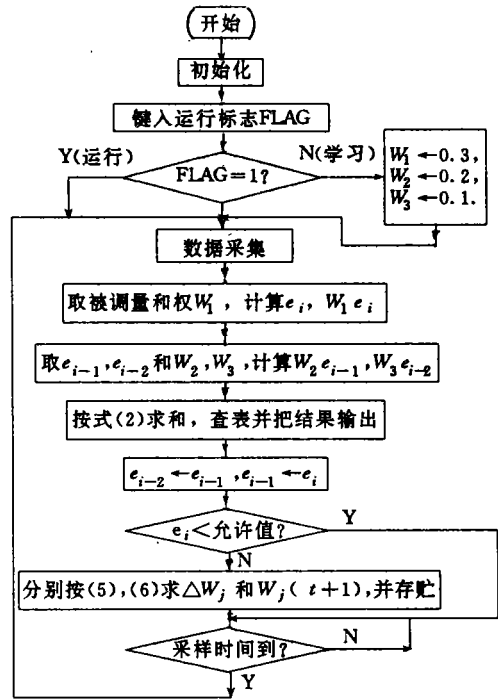 开始
初始化
键入运行标志FLAG
Y(运行)
FLAG=1?
N(学习)
W₁←0.3,
W₂←0.2,
W₃←0.1.
数据采集
取被调量和权W₁, 计算eᵢ, W₁eᵢ
取eᵢ₋₁,eᵢ₋₂和W₂,W₃,计算W₂eᵢ₋₁,W₃eᵢ₋₂
按式(2)求和, 查表并把结果输出
eᵢ₋₂←eᵢ₋₁,eᵢ₋₁←eᵢ
eᵢ<允许值?
Y
N
分别按(5),(6)求△Wⱼ和Wⱼ(t+1),并存贮
采样时间到?
N
Y